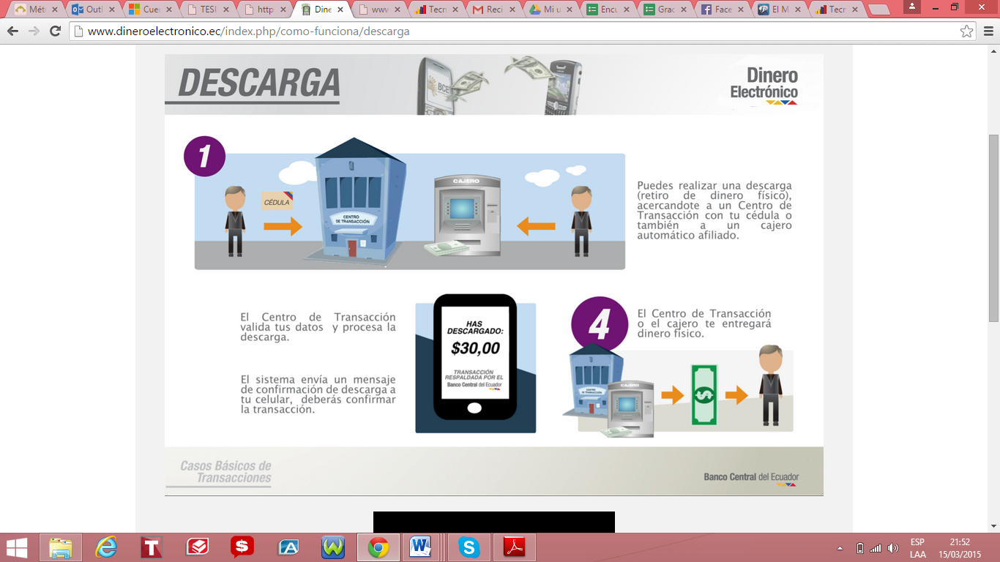 Mét
Outl
Cuer
TESI
http
Dine
www
Tecn
Reci
Mi u
Encu
Grac
Face
El M
Tecr
www.dineroelectronico.ec/index.php/como-funciona/descarga
DESCARGA
BCE
Dinero
Electrónico
1
CÉDULA
CENTRO
DE TRANSACCIÓN
CAJERO
Puedes realizar una descarga
(retiro de dinero físico),
acercandote a un Centro de
Transacción con tu cédula o
también a un cajero
automático afiliado.
El Centro de Transacción
valida tus datos y procesa la
descarga.
El sistema envía un mensaje
de confirmación de descarga a
tu celular, deberás confirmar
la transacción.
HAS
DESCARGADO:
$30,00
TRANSACCIÓN
RESPALDADA POR EL
Banco Central del Ecuador
4
El Centro de Transacción
o el cajero te entregará
dinero físico.
CENTRO
DE TRANSACCIÓN
CAJERO
$
Casos Básicos de
Transacciones
Banco Central del Ecuador
ESP
LAA
21:52
15/03/2015